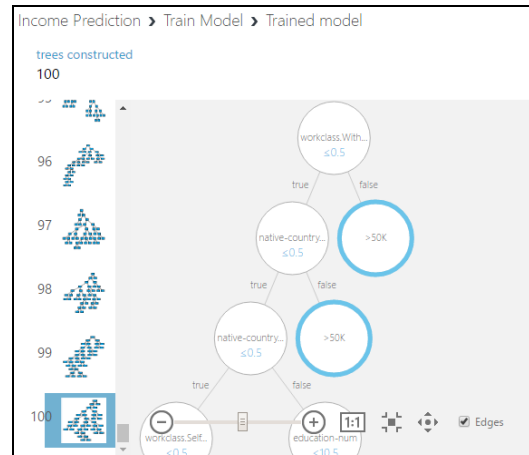 Income Prediction ❯ Train Model ❯ Trained model
trees constructed
100
96
97
98
99
100
workclass.With...
≤0.5
true
false
native-country...
≤0.5
>50K
true
false
native-country...
≤0.5
>50K
true
false
1:1
Edges
workclass.Self...
≤0.5
education-num
≤10.5